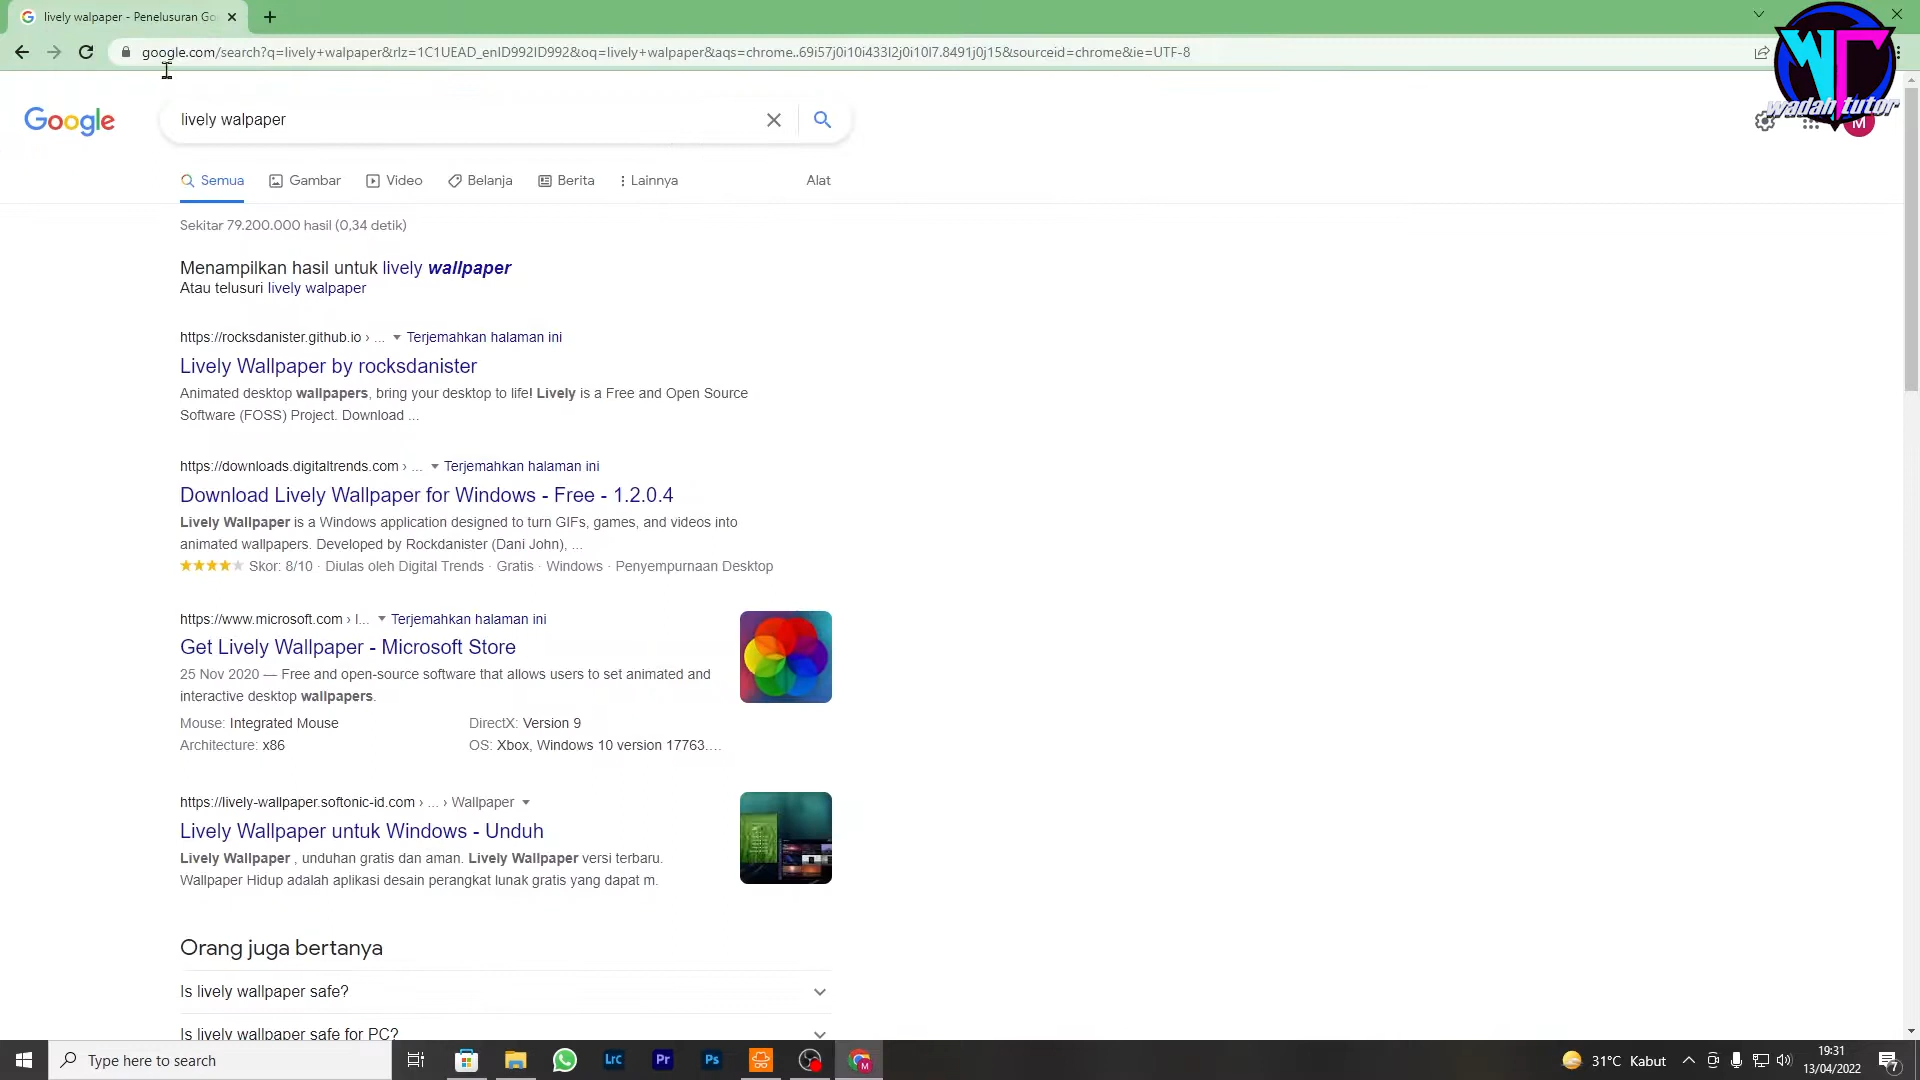 lively walpaper - Penelusuran Go
google.com/search?q=lively+walpaper&rlz=1C1UEAD_enID992ID992&oq=lively+walpaper&aqs=chrome..69i57j0i10i433l2j0i10l7.8491j0j15&sourceid=chrome&ie=UTF-8
WT
wadah tutor
M
Google
lively walpaper
Semua
Gambar
Video
Belanja
Berita
Lainnya
Alat
Sekitar 79.200.000 hasil (0,34 detik)
Menampilkan hasil untuk lively wallpaper
Atau telusuri lively walpaper
https://rocksdanister.github.io › ... Terjemahkan halaman ini
Lively Wallpaper by rocksdanister
Animated desktop wallpapers, bring your desktop to life! Lively is a Free and Open Source
Software (FOSS) Project. Download ...
https://downloads.digitaltrends.com › ... Terjemahkan halaman ini
Download Lively Wallpaper for Windows - Free - 1.2.0.4
Lively Wallpaper is a Windows application designed to turn GIFs, games, and videos into
animated wallpapers. Developed by Rockdanister (Dani John), ...
Skor: 8/10 · Diulas oleh Digital Trends · Gratis · Windows · Penyempurnaan Desktop
https://www.microsoft.com › l... Terjemahkan halaman ini
Get Lively Wallpaper - Microsoft Store
25 Nov 2020 — Free and open-source software that allows users to set animated and
interactive desktop wallpapers.
Mouse: Integrated Mouse DirectX: Version 9
Architecture: x86 OS: Xbox, Windows 10 version 17763....
https://lively-wallpaper.softonic-id.com › ... › Wallpaper
Lively Wallpaper untuk Windows - Unduh
Lively Wallpaper , unduhan gratis dan aman. Lively Wallpaper versi terbaru.
Wallpaper Hidup adalah aplikasi desain perangkat lunak gratis yang dapat m.
Orang juga bertanya
Is lively wallpaper safe?
Is lively wallpaper safe for PC?
Type here to search
Lrc
Pr
Ps
M
31°C Kabut
19:31
13/04/2022
7